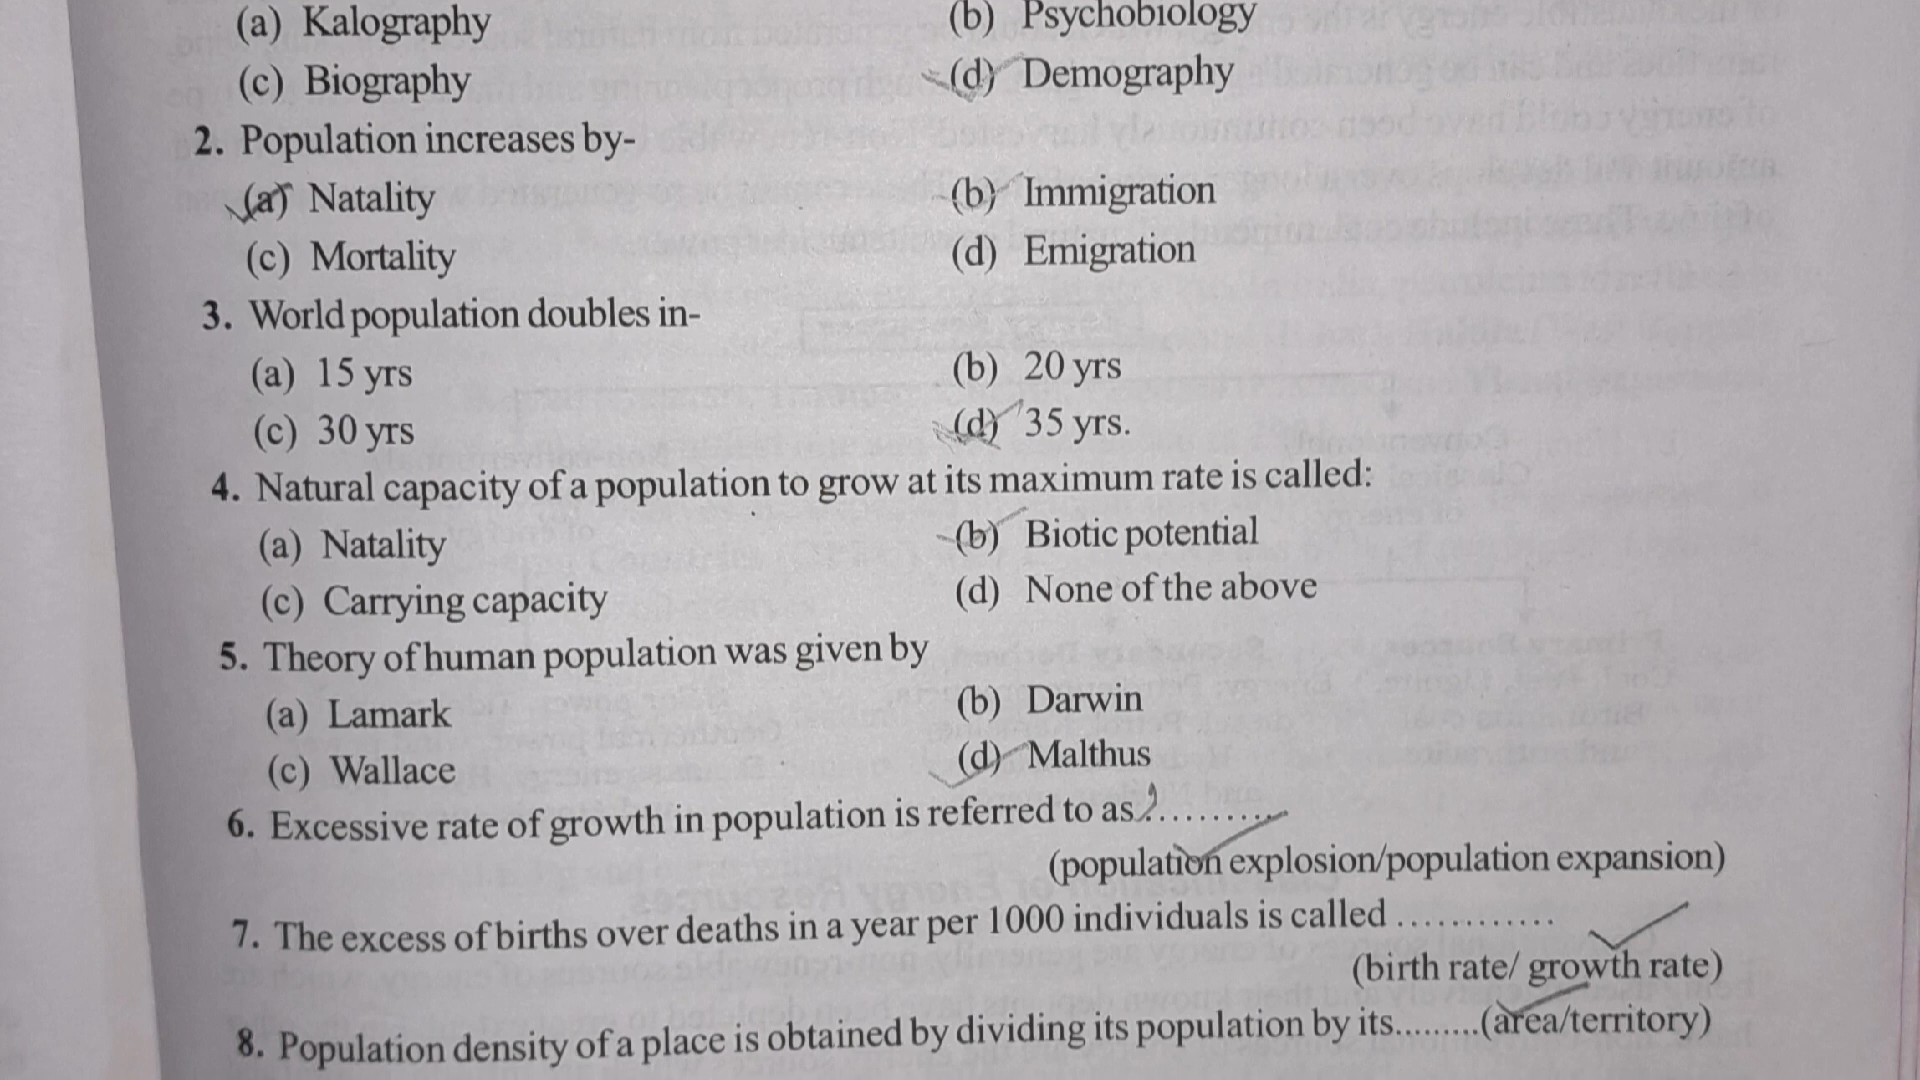 (a) Kalography (b) Psychobiology
(c) Biography (d) Demography
2. Population increases by-
(a) Natality (b) Immigration
(c) Mortality (d) Emigration
3. World population doubles in-
(a) 15 yrs (b) 20 yrs
(c) 30 yrs (d) 35 yrs.
4. Natural capacity of a population to grow at its maximum rate is called:
(a) Natality (b) Biotic potential
(c) Carrying capacity (d) None of the above
5. Theory of human population was given by
(a) Lamark (b) Darwin
(c) Wallace (d) Malthus
6. Excessive rate of growth in population is referred to as ?..........
(population explosion/population expansion)
7. The excess of births over deaths in a year per 1000 individuals is called ............
(birth rate/ growth rate)
8. Population density of a place is obtained by dividing its population by its.........(area/territory)